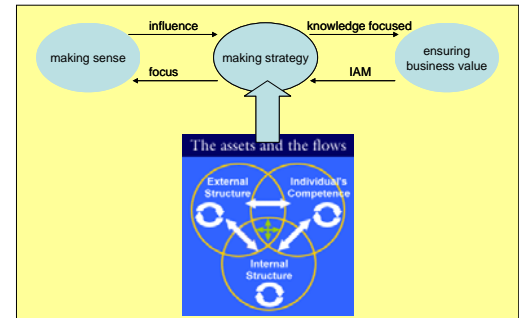 influence
knowledge focused
making sense
making strategy
ensuring
business value
focus
IAM
The assets and the flows
External
Structure
Individual's
Competence
Internal
Structure